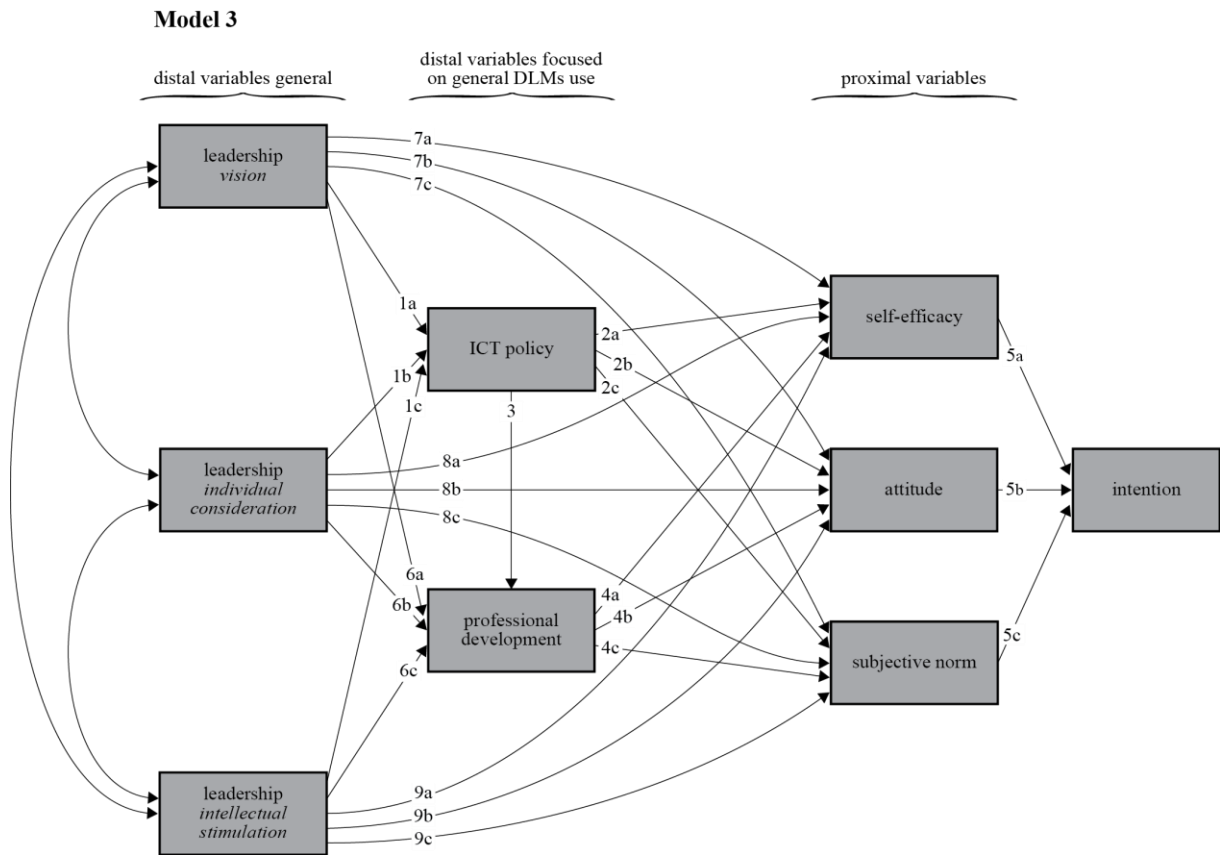 Model 3
distal variables general
distal variables focused
on general DLMs use
proximal variables
leadership
vision
7a
7b
7c
1a
ICT policy
2a
2b
2c
self-efficacy
5a
1b
1c
3
leadership
individual
consideration
8a
8b
8c
attitude
5b
intention
6a
6b
professional
development
4a
4b
4c
6c
subjective norm
5c
leadership
intellectual
stimulation
9a
9b
9c